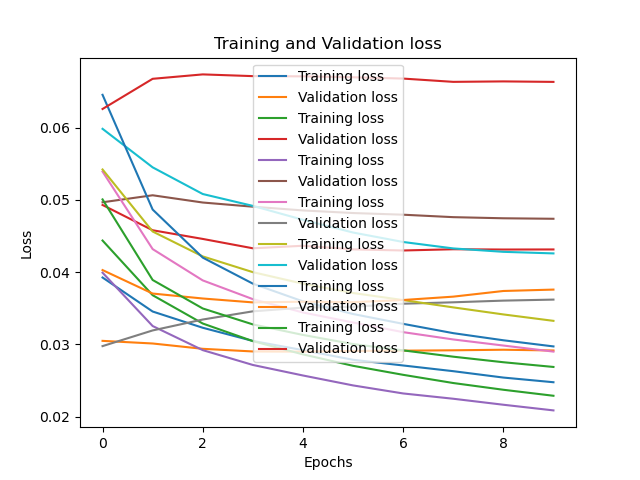 Training and Validation loss
Training loss
Validation loss
Training loss
Validation loss
Training loss
Validation loss
Training loss
Validation loss
Training loss
Validation loss
Training loss
Validation loss
Training loss
Validation loss
0.06
0.05
0.04
0.03
0.02
Loss
0 2 4 6 8
Epochs